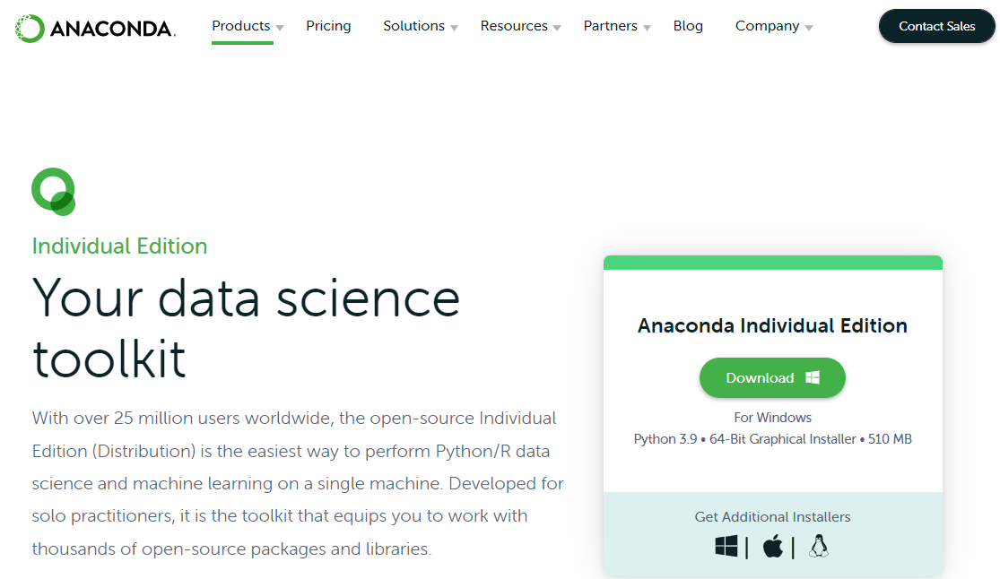 ANACONDA.
Products Pricing Solutions Resources Partners Blog Company Contact Sales
Individual Edition
Your data science
toolkit
With over 25 million users worldwide, the open-source Individual
Edition (Distribution) is the easiest way to perform Python/R data
science and machine learning on a single machine. Developed for
solo practitioners, it is the toolkit that equips you to work with
thousands of open-source packages and libraries.
Anaconda Individual Edition
Download
For Windows
Python 3.9 • 64-Bit Graphical Installer • 510 MB
Get Additional Installers
| |